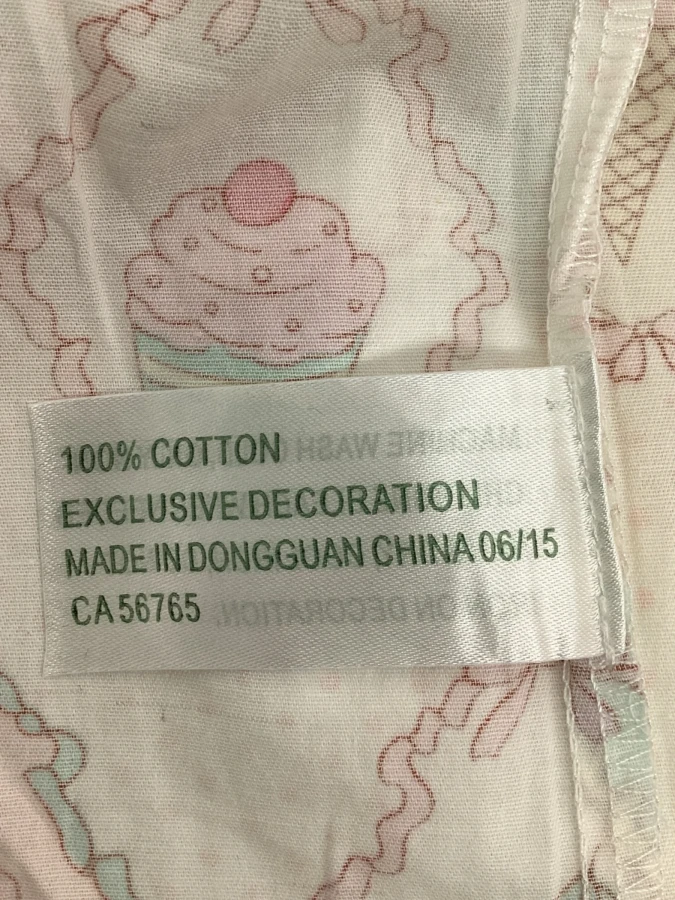 100% COTTON
EXCLUSIVE DECORATION
MADE IN DONGGUAN CHINA 06/15
CA 56765